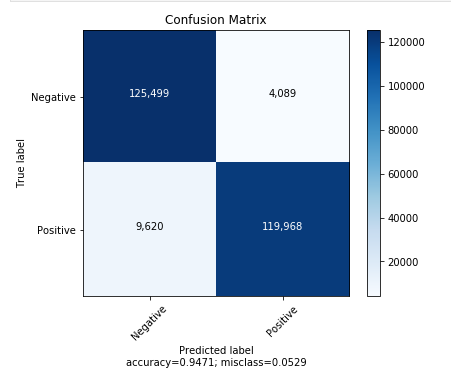 Confusion Matrix
True label
Negative
125,499
4,089
Positive
9,620
119,968
Negative
Positive
Predicted label
accuracy=0.9471; misclass=0.0529
120000
100000
80000
60000
40000
20000